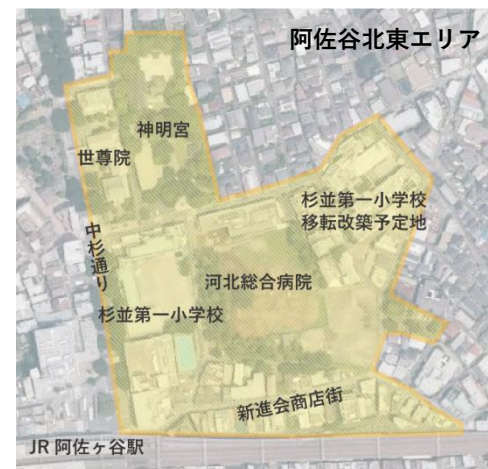 阿佐谷北東エリア
神明宮
世尊院
杉並第一小学校
移転改築予定地
中杉通り
河北総合病院
杉並第一小学校
新進会商店街
JR 阿佐ヶ谷駅